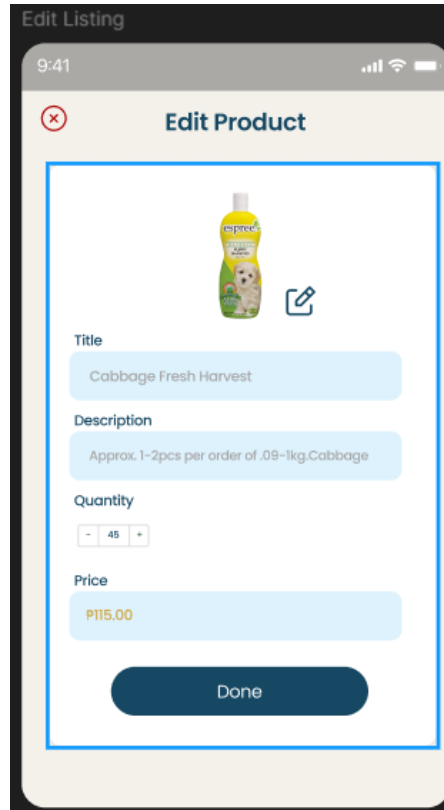 Edit Listing
9:41
Edit Product
espree
Title
Cabbage Fresh Harvest
Description
Approx. 1-2pcs per order of .09-1kg.Cabbage
Quantity
- 45 +
Price
₱115.00
Done